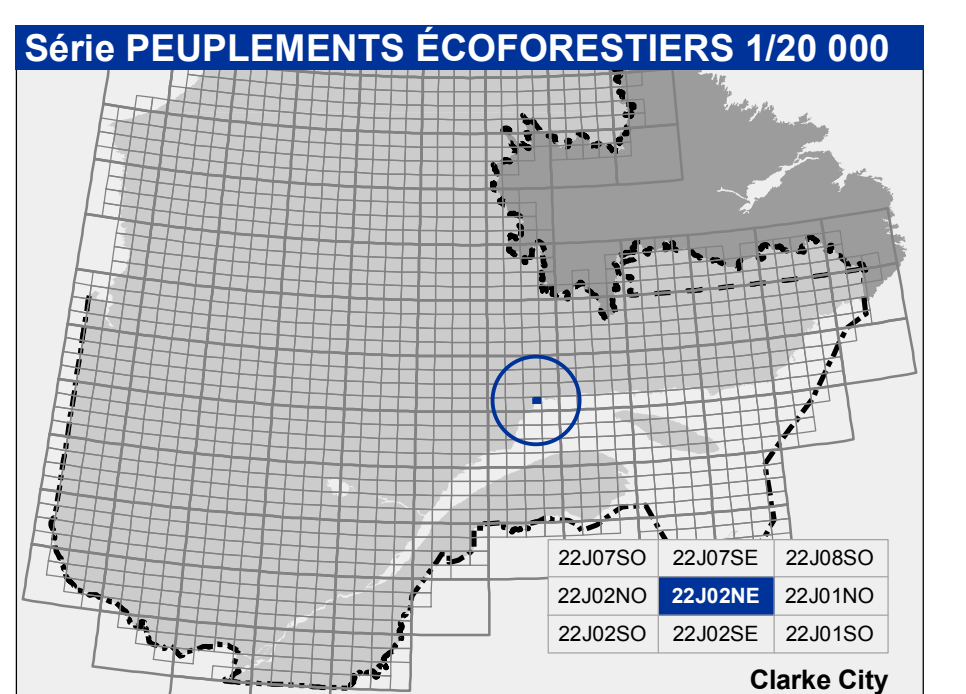 Série PEUPLEMENTS ÉCOFORESTIERS 1/20 000
22J07SO 22J07SE 22J08SO
22J02NO 22J02NE 22J01NO
22J02SO 22J02SE 22J01SO
Clarke City